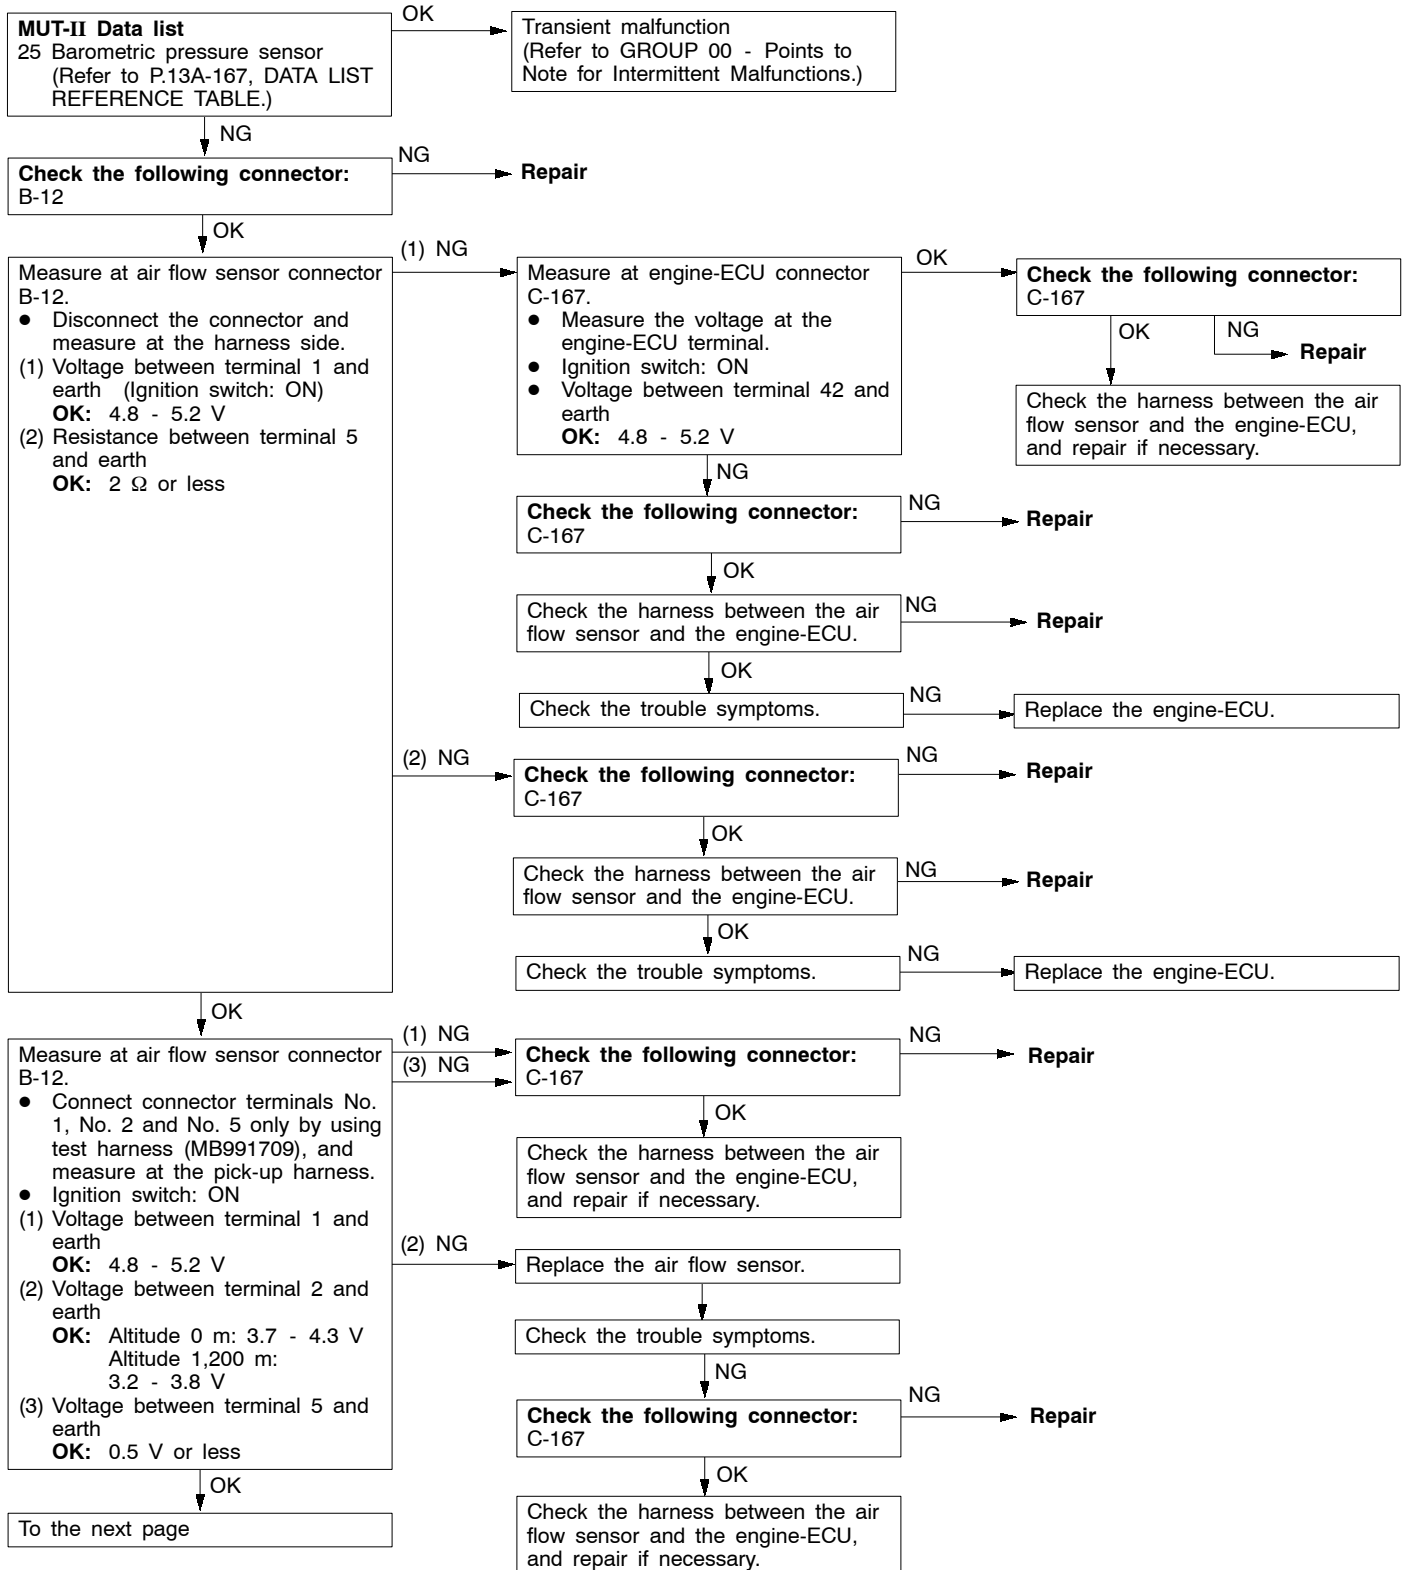 MUT-II Data list
25 Barometric pressure sensor
(Refer to P.13A-167, DATA LIST
REFERENCE TABLE.)
OK
Transient malfunction
(Refer to GROUP 00 - Points to
Note for Intermittent Malfunctions.)
NG
Check the following connector:
B-12
NG
Repair
OK
Measure at air flow sensor connector
B-12.
● Disconnect the connector and
measure at the harness side.
(1) Voltage between terminal 1 and
earth (Ignition switch: ON)
OK: 4.8 - 5.2 V
(2) Resistance between terminal 5
and earth
OK: 2 Ω or less
(1) NG
Measure at engine-ECU connector
C-167.
● Measure the voltage at the
engine-ECU terminal.
● Ignition switch: ON
● Voltage between terminal 42 and
earth
OK: 4.8 - 5.2 V
OK
Check the following connector:
C-167
OK
NG
Repair
Check the harness between the air
flow sensor and the engine-ECU,
and repair if necessary.
NG
Check the following connector:
C-167
NG
Repair
OK
Check the harness between the air
flow sensor and the engine-ECU.
NG
Repair
OK
Check the trouble symptoms.
NG
Replace the engine-ECU.
(2) NG
Check the following connector:
C-167
NG
Repair
OK
Check the harness between the air
flow sensor and the engine-ECU.
NG
Repair
OK
Check the trouble symptoms.
NG
Replace the engine-ECU.
OK
Measure at air flow sensor connector
B-12.
● Connect connector terminals No.
1, No. 2 and No. 5 only by using
test harness (MB991709), and
measure at the pick-up harness.
● Ignition switch: ON
(1) Voltage between terminal 1 and
earth
OK: 4.8 - 5.2 V
(2) Voltage between terminal 2 and
earth
OK: Altitude 0 m: 3.7 - 4.3 V
Altitude 1,200 m:
3.2 - 3.8 V
(3) Voltage between terminal 5 and
earth
OK: 0.5 V or less
(1) NG
(3) NG
Check the following connector:
C-167
NG
Repair
OK
Check the harness between the air
flow sensor and the engine-ECU,
and repair if necessary.
(2) NG
Replace the air flow sensor.
Check the trouble symptoms.
NG
Check the following connector:
C-167
NG
Repair
OK
Check the harness between the air
flow sensor and the engine-ECU,
and repair if necessary.
OK
To the next page